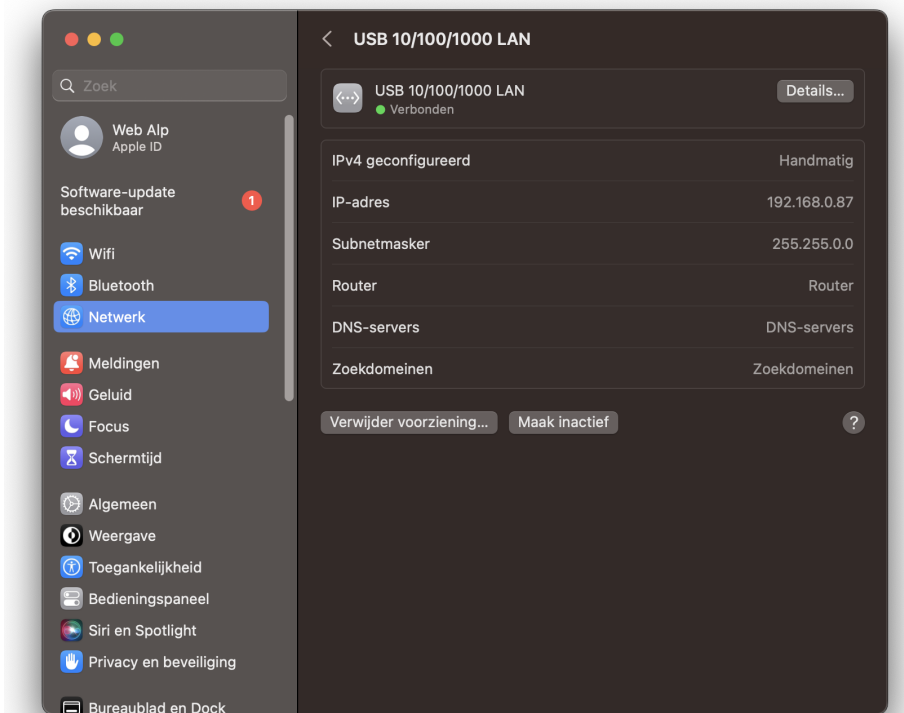 Zoek
Web Alp
Apple ID
Software-update
beschikbaar
1
Wifi
Bluetooth
Netwerk
Meldingen
Geluid
Focus
Schermtijd
Algemeen
Weergave
Toegankelijkheid
Bedieningspaneel
Siri en Spotlight
Privacy en beveiliging
Bureaublad en Dock
USB 10/100/1000 LAN
USB 10/100/1000 LAN
Details...
Verbonden
IPv4 geconfigureerd Handmatig
IP-adres 192.168.0.87
Subnetmasker 255.255.0.0
Router Router
DNS-servers DNS-servers
Zoekdomeinen Zoekdomeinen
Verwijder voorziening... Maak inactief ?